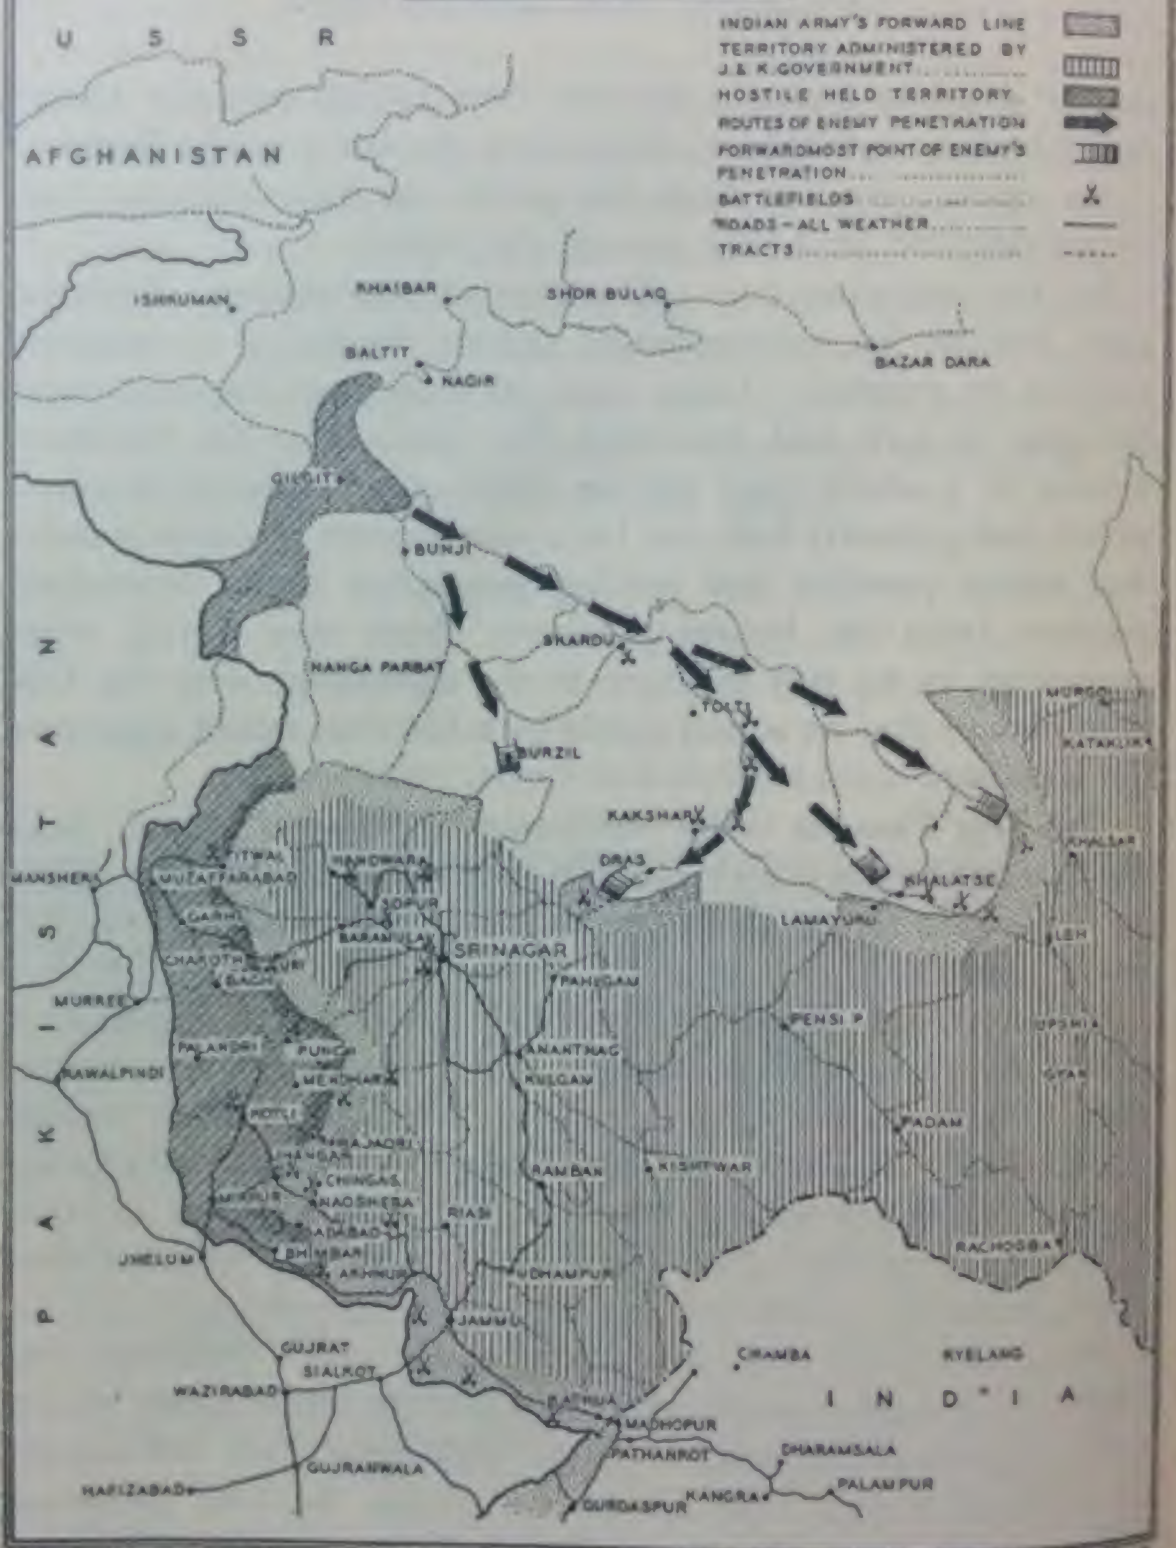 U S S R
AFGHANISTAN
INDIAN ARMY'S FORWARD LINE
TERRITORY ADMINISTERED BY
J & K GOVERNMENT
HOSTILE HELD TERRITORY
ROUTES OF ENEMY PENETRATION
FORWARDMOST POINT OF ENEMY'S
PENETRATION
BATTLEFIELDS
ROADS - ALL WEATHER
TRACTS
ISHKUMAN
KHAIBAR
SHOR BULAQ
BALTIT
NAGIR
BAZAR DARA
GILGIT
BUNJI
SKARDU
NANGA PARBAT
MURGO
TOLTI
KATAKLIK
BURZIL
KAKSHAR
KHALSAR
TITWAL
HANDWARA
DRAS
MANSHERA
MUZAFFARABAD
KHALATSE
SOPUR
GARHI
LAMAYURU
BARAMULA
LEH
SRINAGAR
CHAKOTHI
URI
BAGH
PAHLGAM
MURREE
PENSI P
UPSHI
PALANDRI
PUNCH
ANANTNAG
RAWALPINDI
MENDHAR
KULGAM
GYAR
KOTLI
PADAM
RAJAORI
JHANGAR
KISHTWAR
CHINGAS
RAMBAN
MIRPUR
NAOSHERA
RIASI
ADABAD
RACHOGBA
BHIMBAR
JHELUM
AKHNUR
UDHAMPUR
JAMMU
GUJRAT
CHAMBA
KYELANG
SIALKOT
WAZIRABAD
I N D I A
KATHUA
MADHOPUR
PATHANKOT
DHARAMSALA
GUJRANWALA
HAFIZABAD
KANGRA
PALAMPUR
GURDASPUR
PAKISTAN